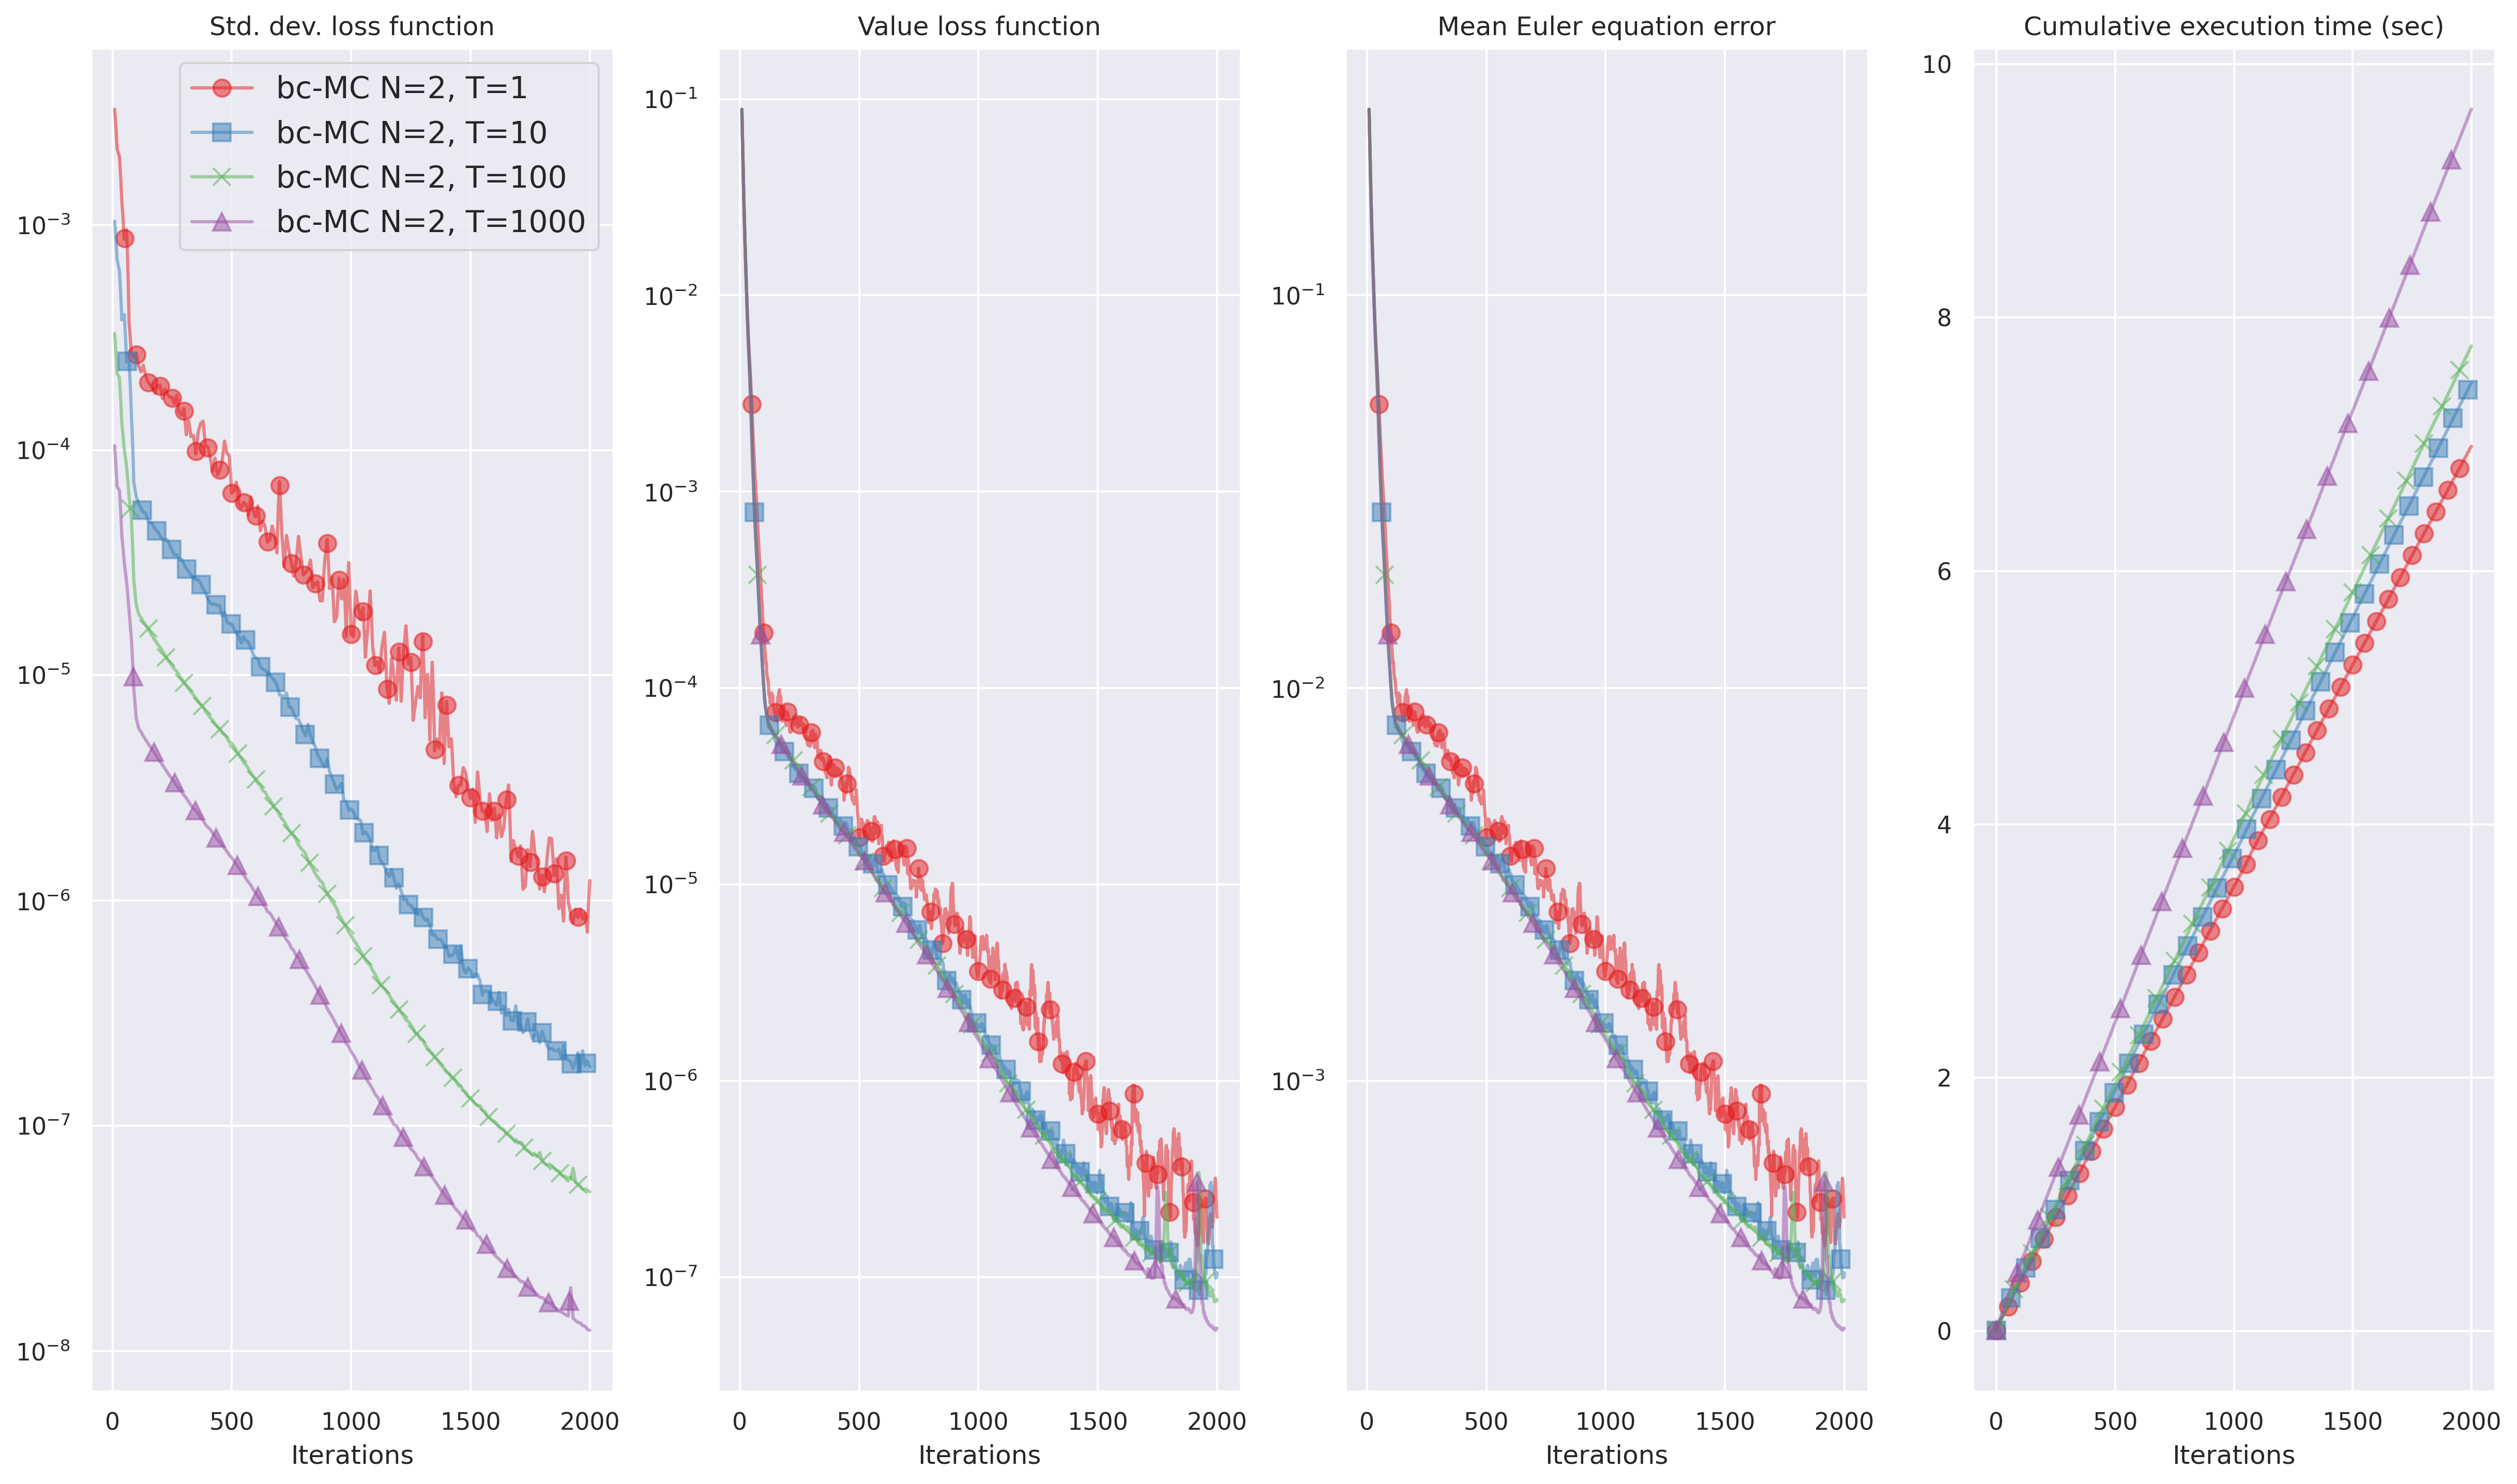 Std. dev. loss function
Value loss function
Mean Euler equation error
Cumulative execution time (sec)
bc-MC N=2, T=1
bc-MC N=2, T=10
bc-MC N=2, T=100
bc-MC N=2, T=1000
10⁻³
10⁻⁴
10⁻⁵
10⁻⁶
10⁻⁷
10⁻⁸
0 500 1000 1500 2000
Iterations
10⁻¹
10⁻²
10⁻³
10⁻⁴
10⁻⁵
10⁻⁶
10⁻⁷
0 500 1000 1500 2000
Iterations
10⁻¹
10⁻²
10⁻³
0 500 1000 1500 2000
Iterations
10
8
6
4
2
0
0 500 1000 1500 2000
Iterations